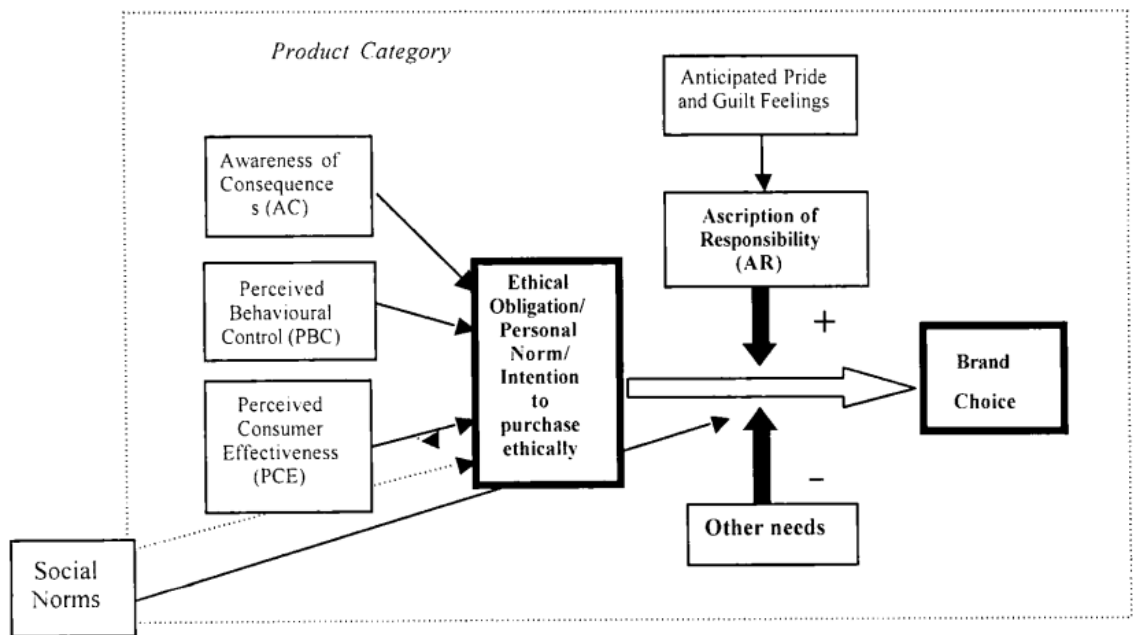 Product Category
Anticipated Pride
and Guilt Feelings
Awareness of
Consequence
s (AC)
Ascription of
Responsibility
(AR)
Perceived
Behavioural
Control (PBC)
Ethical
Obligation/
Personal
Norm/
Intention
to
purchase
ethically
+
Brand
Choice
Perceived
Consumer
Effectiveness
(PCE)
–
Other needs
Social
Norms